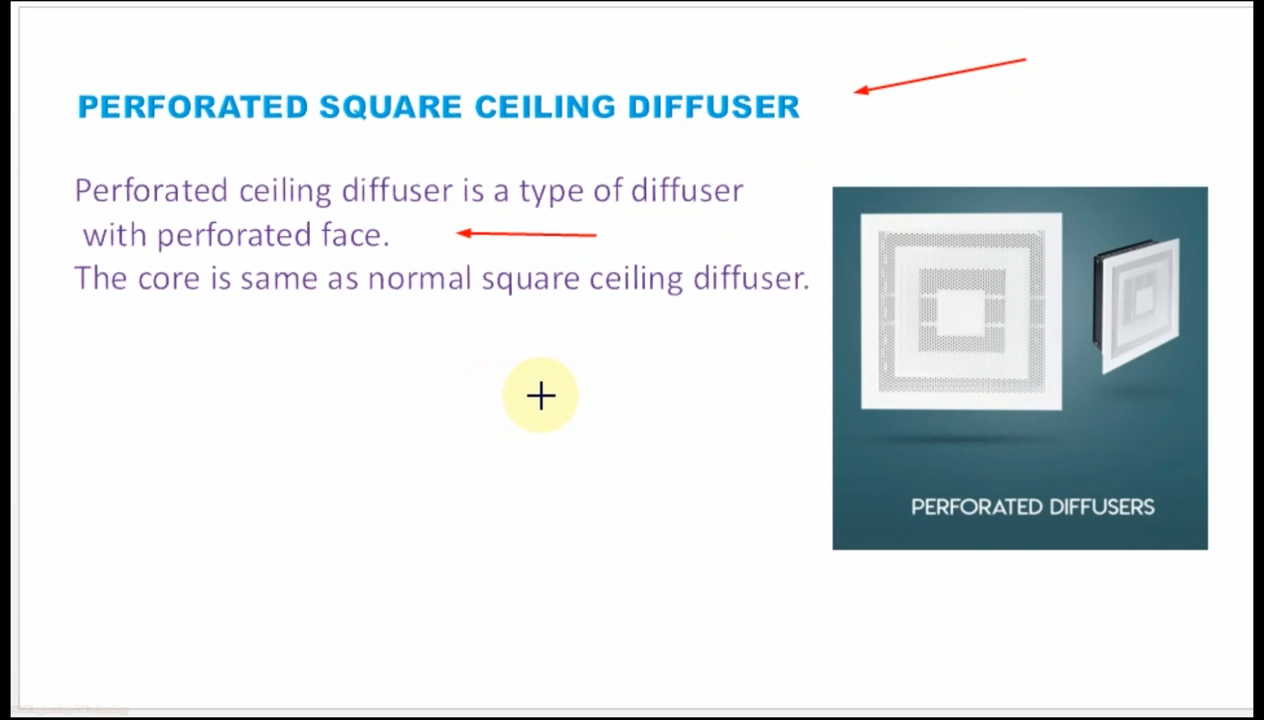 PERFORATED SQUARE CEILING DIFFUSER
Perforated ceiling diffuser is a type of diffuser
with perforated face.
The core is same as normal square ceiling diffuser.
PERFORATED DIFFUSERS